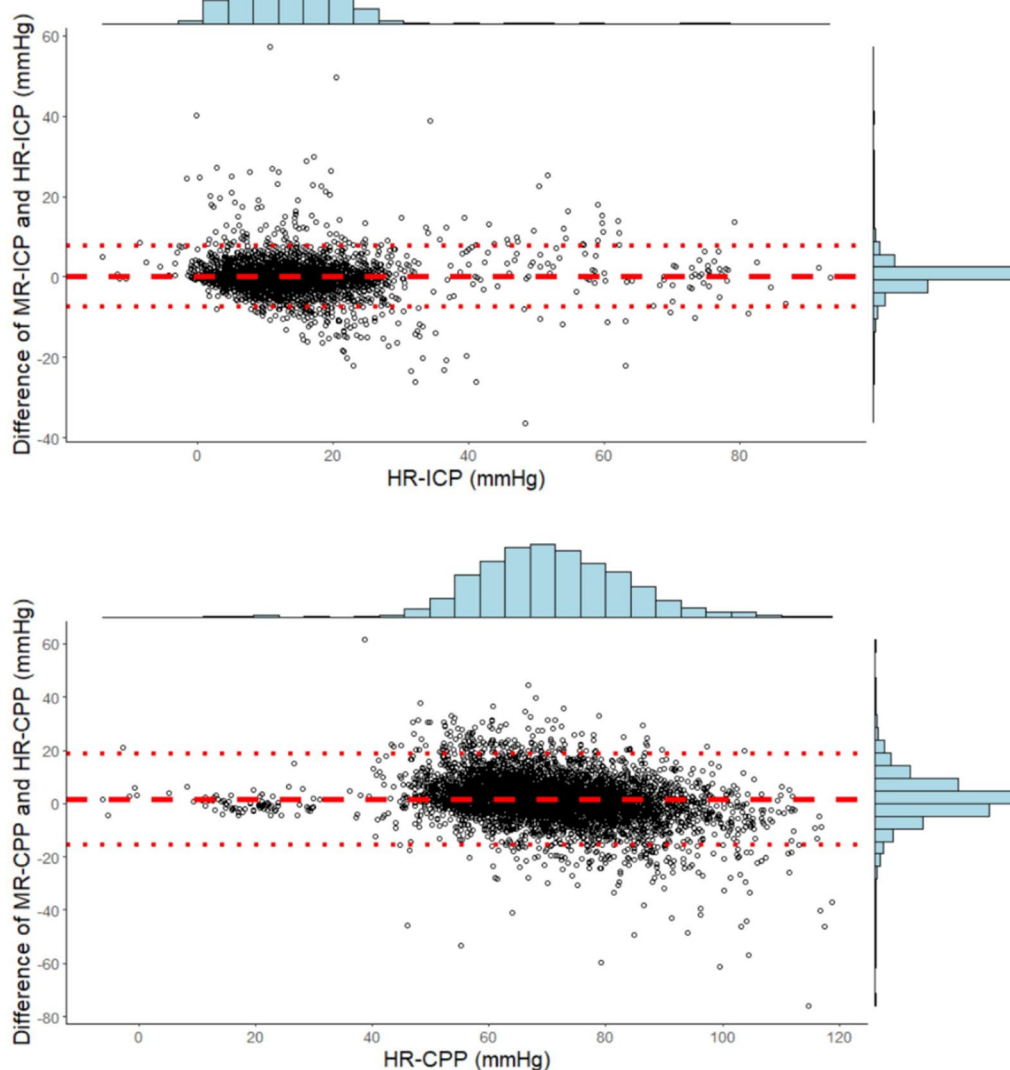 Difference of MR-ICP and HR-ICP (mmHg)
60
40
20
0
-20
-40
0 20 40 60 80
HR-ICP (mmHg)
Difference of MR-CPP and HR-CPP (mmHg)
60
40
20
0
-20
-40
-60
-80
0 20 40 60 80 100 120
HR-CPP (mmHg)